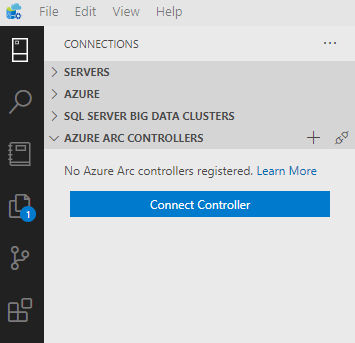 File Edit View Help
CONNECTIONS
SERVERS
AZURE
SQL SERVER BIG DATA CLUSTERS
AZURE ARC CONTROLLERS
No Azure Arc controllers registered. Learn More
1
Connect Controller